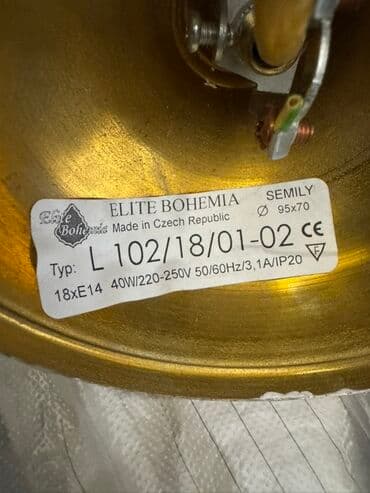 Elite Bohemia
ELITE BOHEMIA
Made in Czech Republic
SEMILY
Ø 95x70
Typ: L 102/18/01-02 CE
18xE14 40W/220-250V 50/60Hz/3,1A/IP20 F